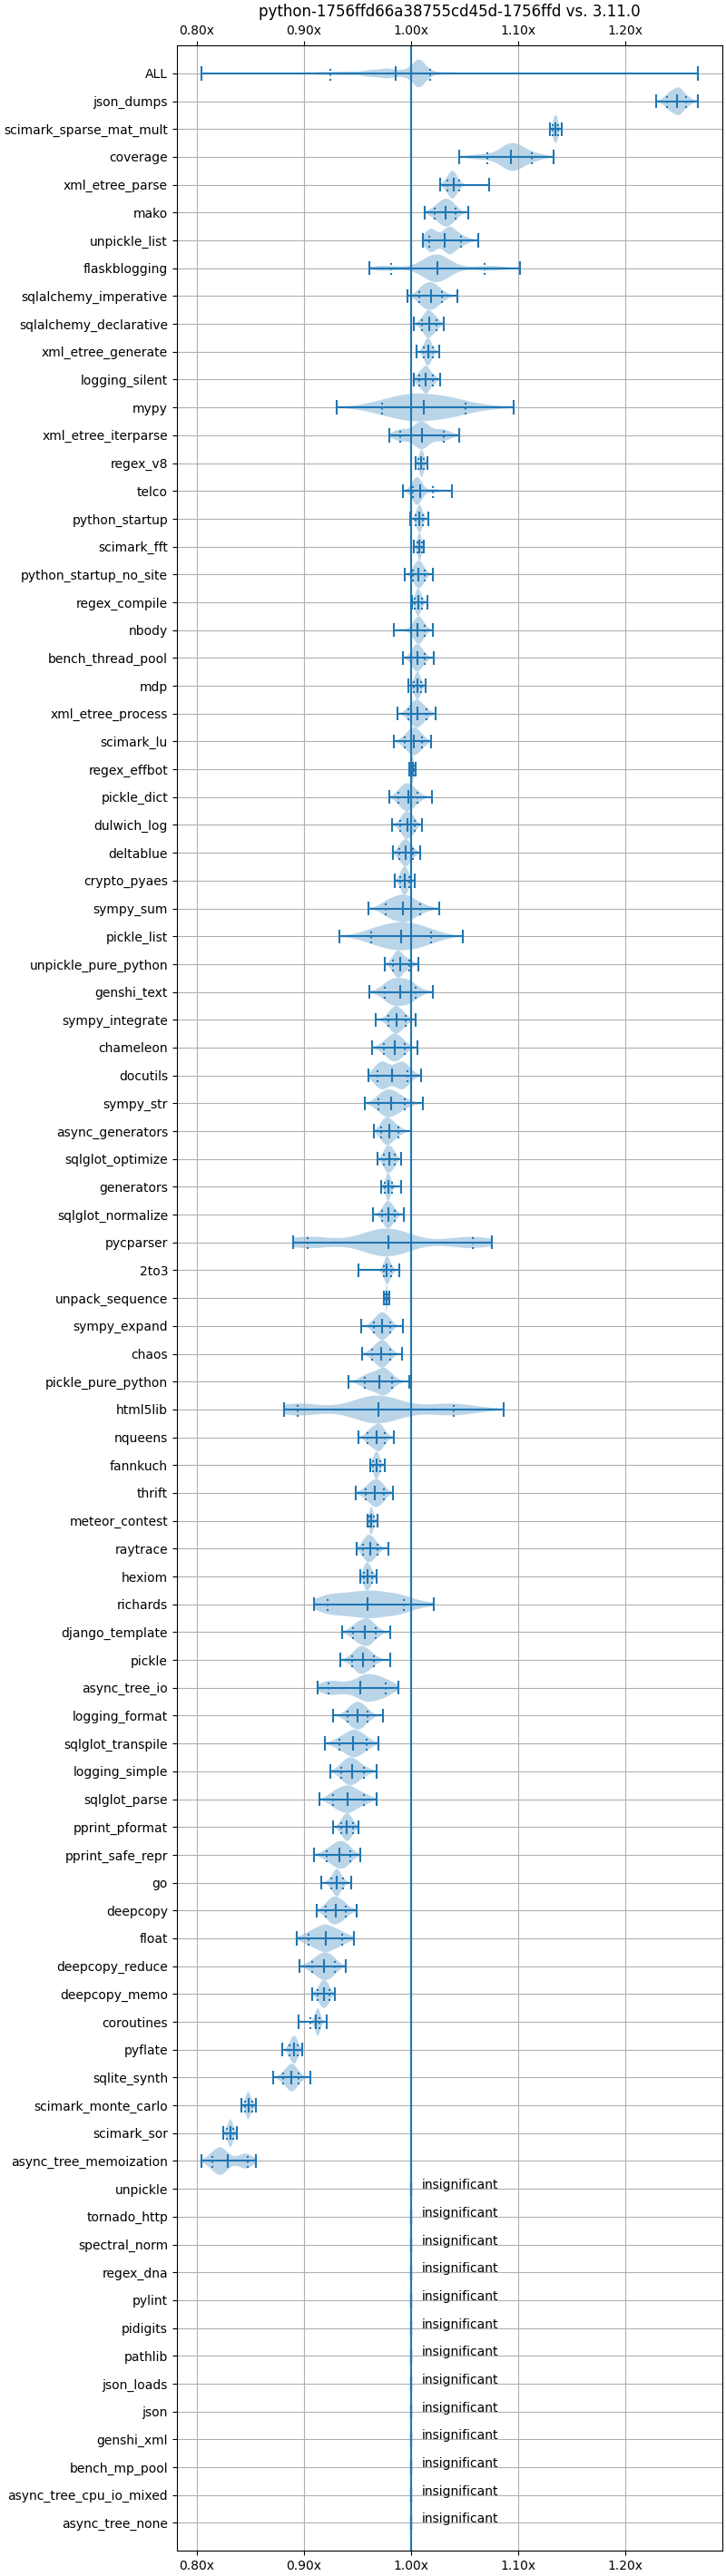 python-1756ffd66a38755cd45d-1756ffd vs. 3.11.0
0.80x 0.90x 1.00x 1.10x 1.20x
ALL
json_dumps
scimark_sparse_mat_mult
coverage
xml_etree_parse
mako
unpickle_list
flaskblogging
sqlalchemy_imperative
sqlalchemy_declarative
xml_etree_generate
logging_silent
mypy
xml_etree_iterparse
regex_v8
telco
python_startup
scimark_fft
python_startup_no_site
regex_compile
nbody
bench_thread_pool
mdp
xml_etree_process
scimark_lu
regex_effbot
pickle_dict
dulwich_log
deltablue
crypto_pyaes
sympy_sum
pickle_list
unpickle_pure_python
genshi_text
sympy_integrate
chameleon
docutils
sympy_str
async_generators
sqlglot_optimize
generators
sqlglot_normalize
pycparser
2to3
unpack_sequence
sympy_expand
chaos
pickle_pure_python
html5lib
nqueens
fannkuch
thrift
meteor_contest
raytrace
hexiom
richards
django_template
pickle
async_tree_io
logging_format
sqlglot_transpile
logging_simple
sqlglot_parse
pprint_pformat
pprint_safe_repr
go
deepcopy
float
deepcopy_reduce
deepcopy_memo
coroutines
pyflate
sqlite_synth
scimark_monte_carlo
scimark_sor
async_tree_memoization
unpickle insignificant
tornado_http insignificant
spectral_norm insignificant
regex_dna insignificant
pylint insignificant
pidigits insignificant
pathlib insignificant
json_loads insignificant
json insignificant
genshi_xml insignificant
bench_mp_pool insignificant
async_tree_cpu_io_mixed insignificant
async_tree_none insignificant
0.80x 0.90x 1.00x 1.10x 1.20x